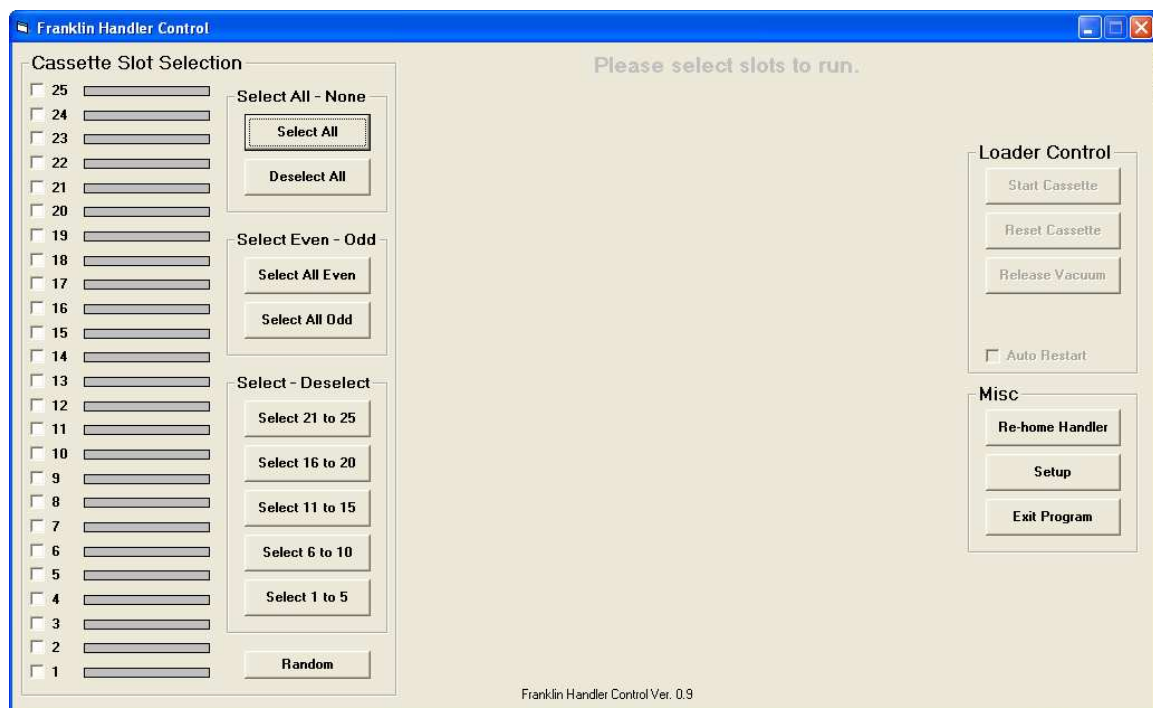 Franklin Handler Control
Cassette Slot Selection
25
24
23
22
21
20
19
18
17
16
15
14
13
12
11
10
9
8
7
6
5
4
3
2
1
Select All - None
Select All
Deselect All
Select Even - Odd
Select All Even
Select All Odd
Select - Deselect
Select 21 to 25
Select 16 to 20
Select 11 to 15
Select 6 to 10
Select 1 to 5
Random
Please select slots to run.
Loader Control
Start Cassette
Reset Cassette
Release Vacuum
Auto Restart
Misc
Re-home Handler
Setup
Exit Program
Franklin Handler Control Ver. 0.9